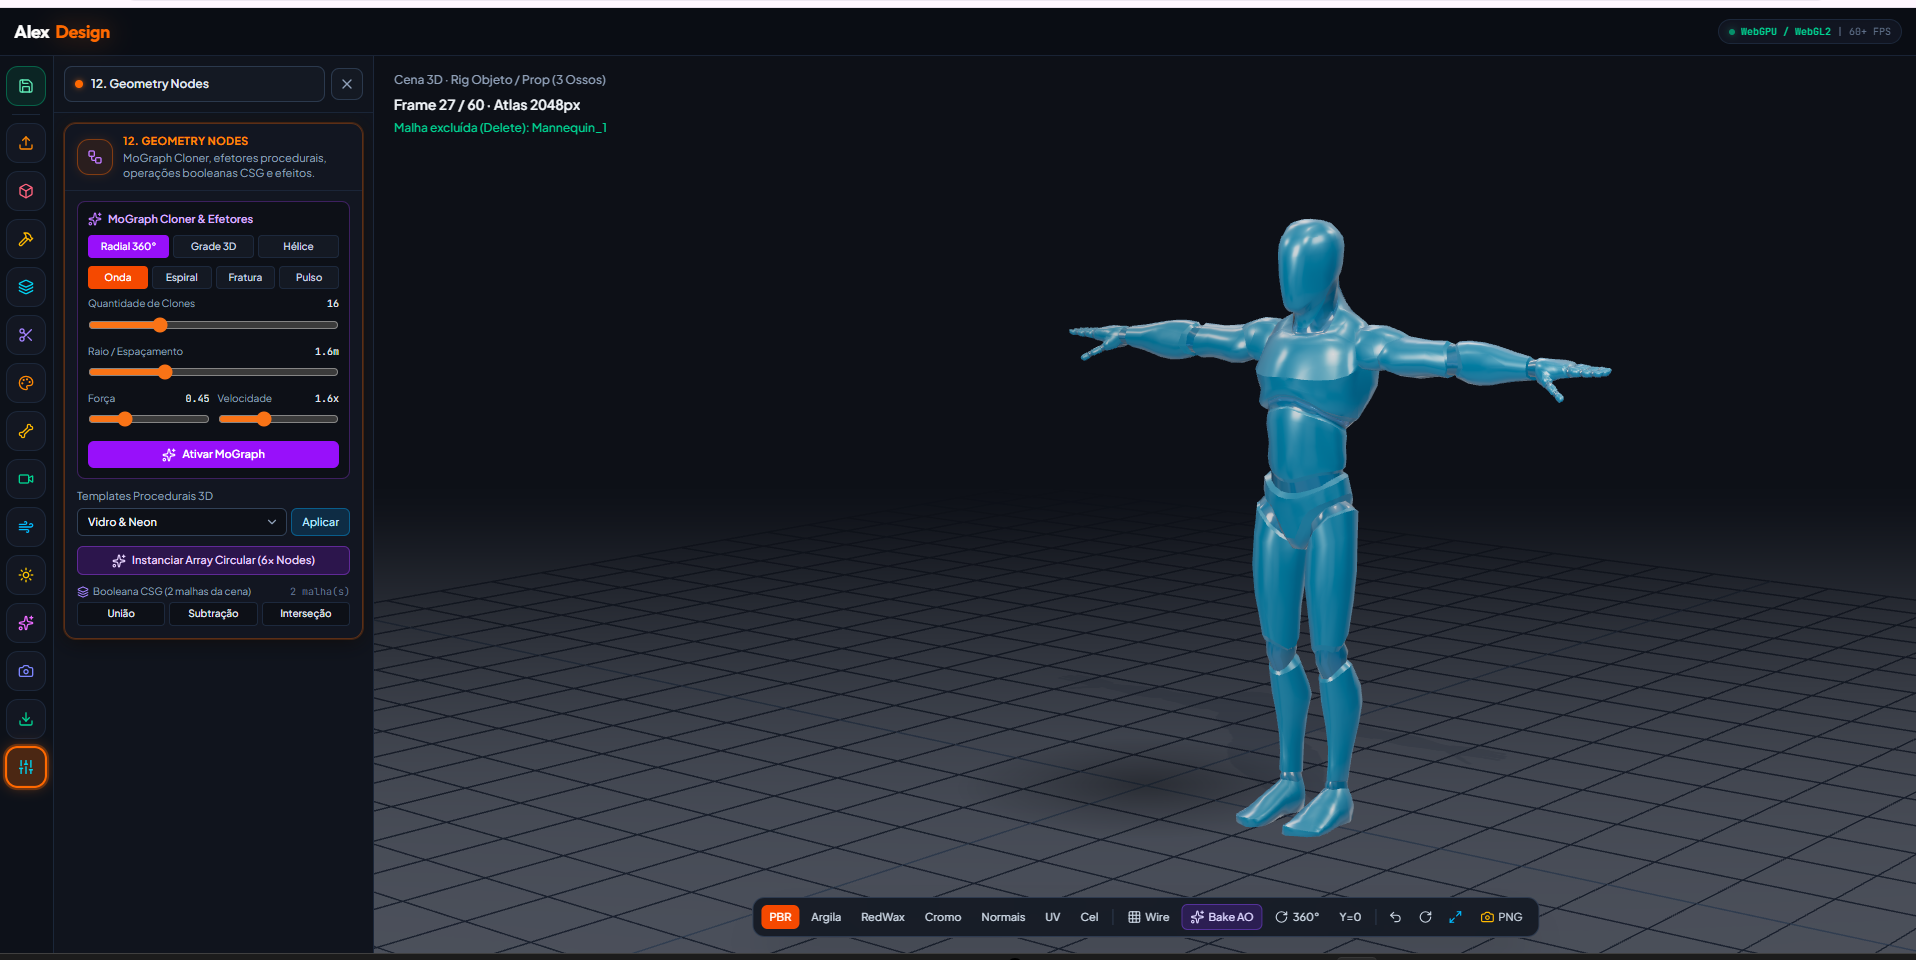 Alex Design
WebGPU / WebGL2 | 60+ FPS
12. Geometry Nodes
12. GEOMETRY NODES
MoGraph Cloner, efetores procedurais,
operações booleanas CSG e efeitos.
MoGraph Cloner & Efetores
Radial 360° Grade 3D Hélice
Onda Espiral Fratura Pulso
Quantidade de Clones 16
Raio / Espaçamento 1.6m
Força 0.45 Velocidade 1.6x
Ativar MoGraph
Templates Procedurais 3D
Vidro & Neon Aplicar
Instanciar Array Circular (6x Nodes)
Booleana CSG (2 malhas da cena) 2 malha(s)
União Subtração Interseção
Cena 3D · Rig Objeto / Prop (3 Ossos)
Frame 27 / 60 · Atlas 2048px
Malha excluída (Delete): Mannequin_1
PBR Argila RedWax Cromo Normais UV Cel Wire Bake AO 360° Y=0 PNG